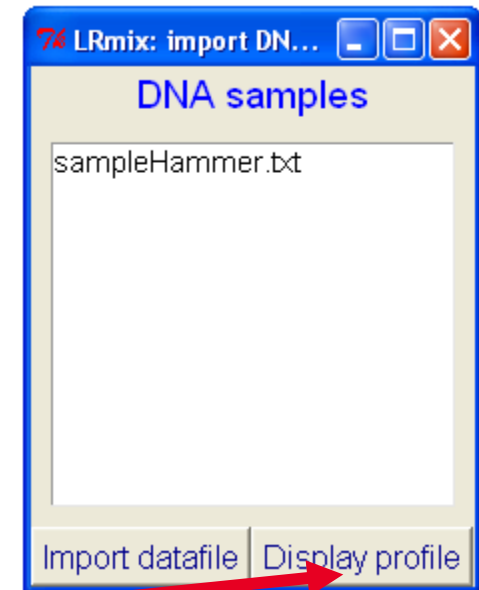 LRmix: import DN...
DNA samples
sampleHammer.txt
Import datafile Display profile